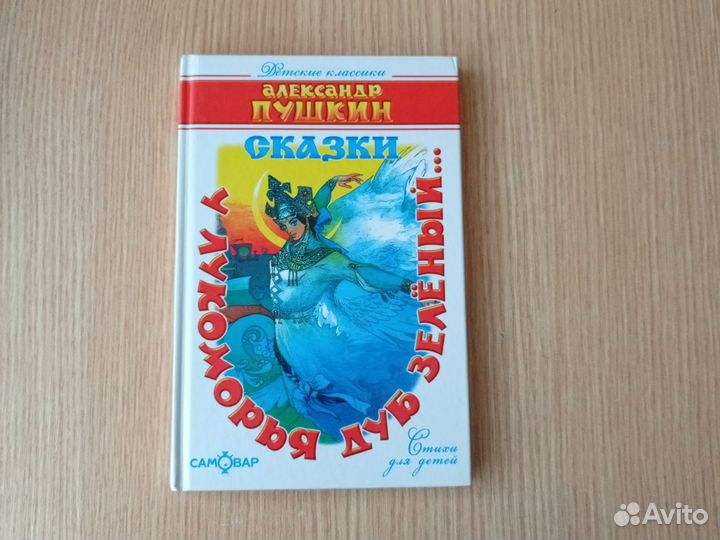 Детские классики
АЛЕКСАНДР
ПУШКИН
СКАЗКИ
У ЛУКОМОРЬЯ ДУБ ЗЕЛЁНЫЙ...
Стихи
для детей
САМОВАР
Avito